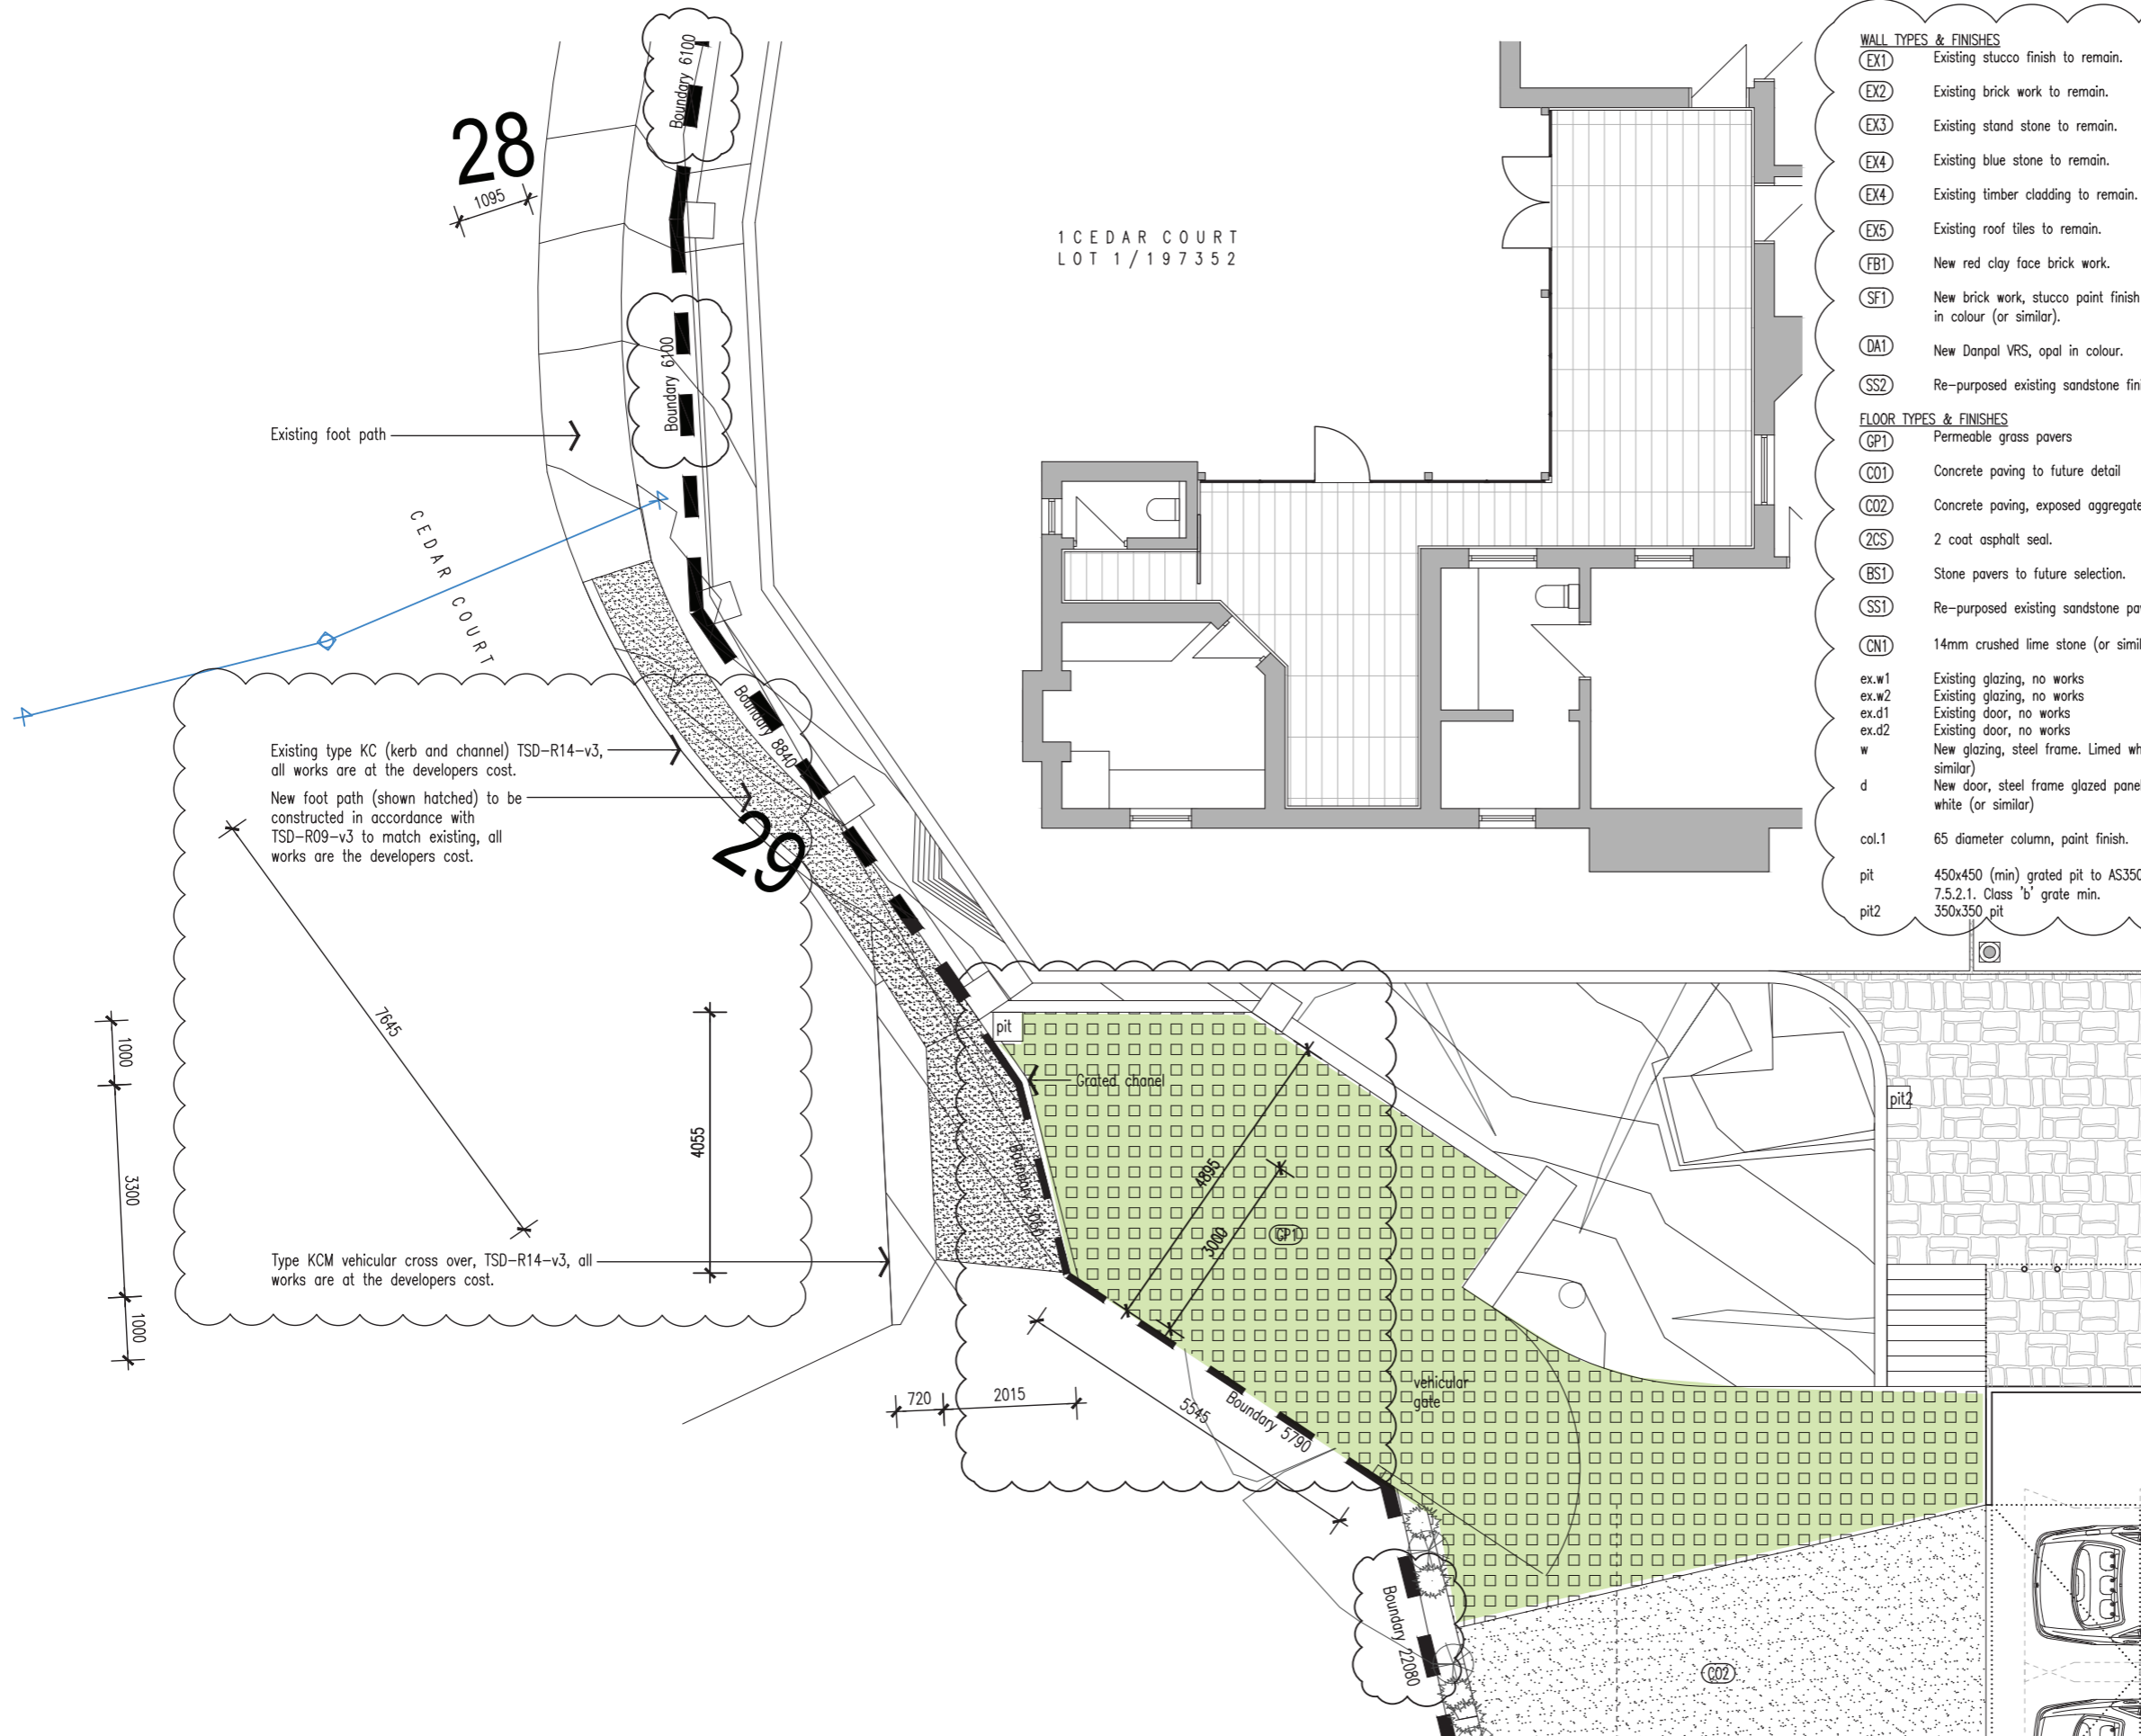 Boundary 6100
28
1095
1 CEDAR COURT
LOT 1/197352
Boundary 6100
Existing foot path
CEDAR COURT
Boundary 8840
Existing type KC (kerb and channel) TSD-R14-v3,
all works are at the developers cost.
New foot path (shown hatched) to be
constructed in accordance with
TSD-R09-v3 to match existing, all
works are the developers cost.
29
7645
1000
3300
1000
4055
Type KCM vehicular cross over, TSD-R14-v3, all
works are at the developers cost.
pit
Grated chanel
Boundary 3060
4895
3000
GP1
720
2015
5545
Boundary 5790
vehicular
gate
Boundary 22080
CO2
pit2
WALL TYPES & FINISHES
EX1 Existing stucco finish to remain.
EX2 Existing brick work to remain.
EX3 Existing stand stone to remain.
EX4 Existing blue stone to remain.
EX4 Existing timber cladding to remain.
EX5 Existing roof tiles to remain.
FB1 New red clay face brick work.
SF1 New brick work, stucco paint finish
in colour (or similar).
DA1 New Danpal VRS, opal in colour.
SS2 Re-purposed existing sandstone fini
FLOOR TYPES & FINISHES
GP1 Permeable grass pavers
CO1 Concrete paving to future detail
CO2 Concrete paving, exposed aggregate
2CS 2 coat asphalt seal.
BS1 Stone pavers to future selection.
SS1 Re-purposed existing sandstone pa
CN1 14mm crushed lime stone (or simil
ex.w1 Existing glazing, no works
ex.w2 Existing glazing, no works
ex.d1 Existing door, no works
ex.d2 Existing door, no works
w New glazing, steel frame. Limed wh
similar)
d New door, steel frame glazed panel
white (or similar)
col.1 65 diameter column, paint finish.
pit 450x450 (min) grated pit to AS350
7.5.2.1. Class 'b' grate min.
pit2 350x350 pit